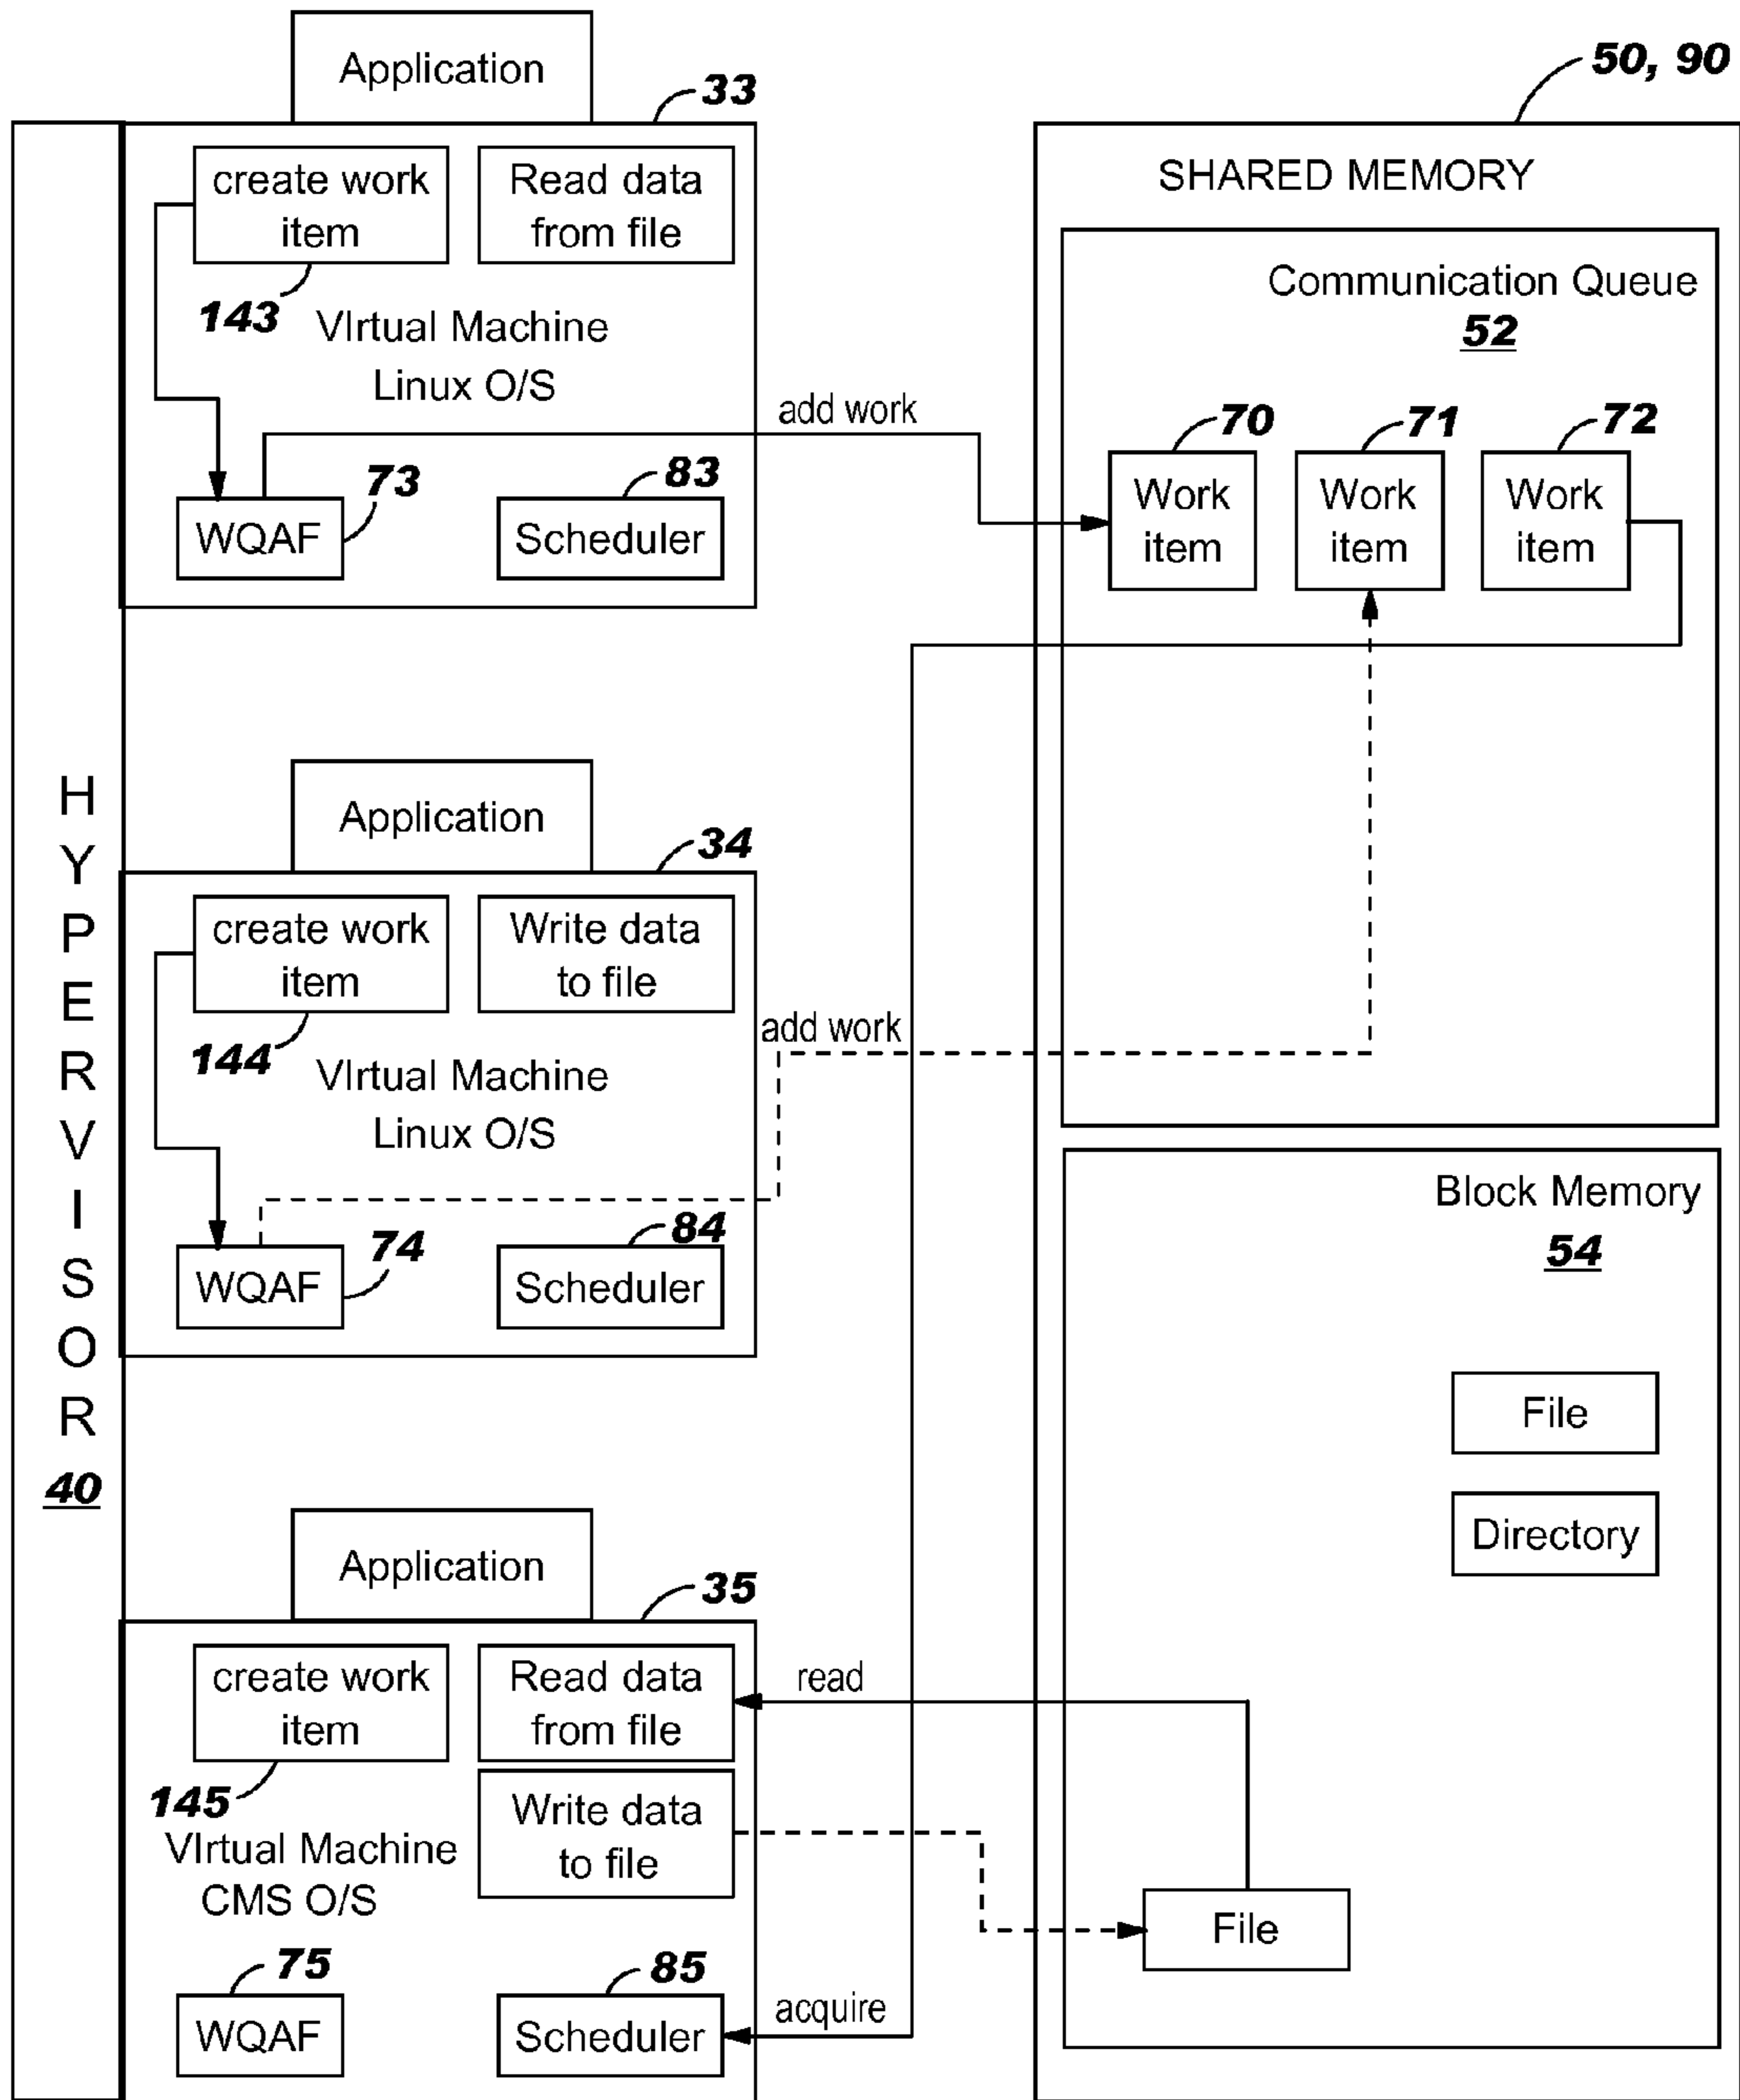 Application
33
create work
item
Read data
from file
143
VIrtual Machine
Linux O/S
add work
73
83
WQAF
Scheduler
HYPERVISOR
40
Application
34
create work
item
Write data
to file
144
VIrtual Machine
Linux O/S
add work
74
84
WQAF
Scheduler
Application
35
create work
item
Read data
from file
read
145
Write data
to file
VIrtual Machine
CMS O/S
75
85
WQAF
Scheduler
acquire
50, 90
SHARED MEMORY
Communication Queue
52
70
71
72
Work
item
Work
item
Work
item
Block Memory
54
File
Directory
File